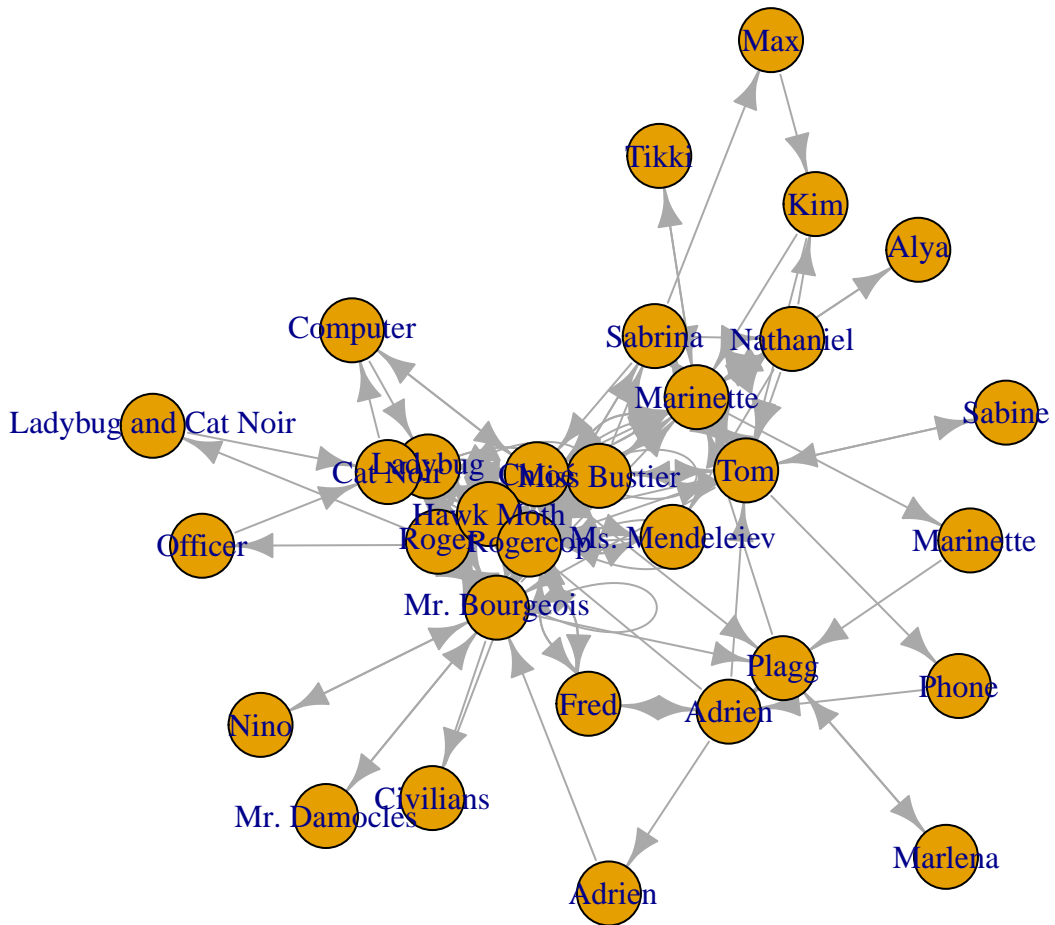 Max
Tikki
Kim
Alya
Computer
Sabrina
Nathaniel
Marinette
Ladybug and Cat Noir
Sabine
Cat Noir
Ladybug
Miss Bustier
Tom
Hawk Moth
Officer
Roger
Rogercop
Ms. Mendeleiev
Marinette
Mr. Bourgeois
Plagg
Phone
Nino
Fred
Adrien
Civilians
Mr. Damocles
Marlena
Adrien